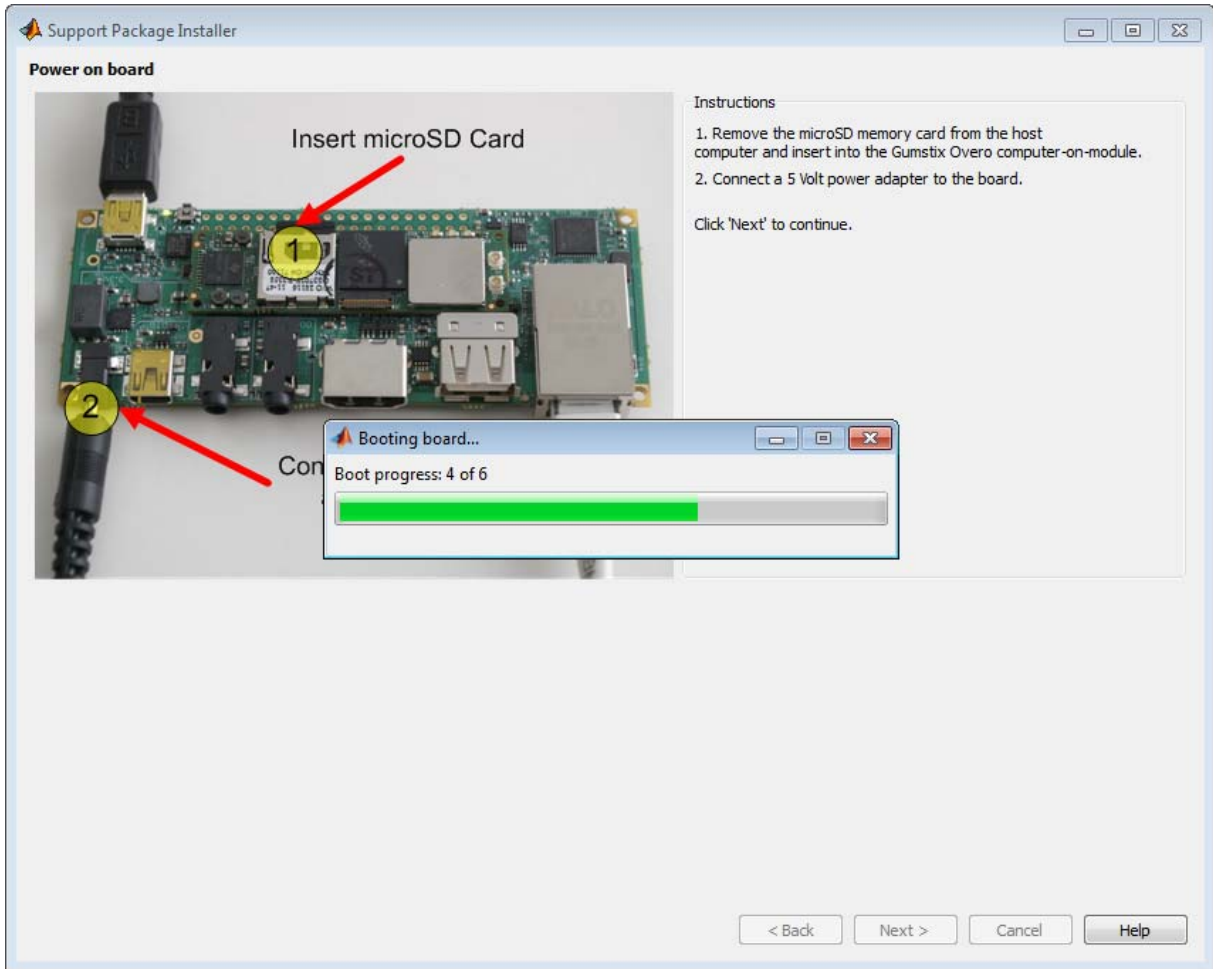 Support Package Installer
Power on board
Insert microSD Card
1
2
Con
ST
Instructions
1. Remove the microSD memory card from the host
computer and insert into the Gumstix Overo computer-on-module.
2. Connect a 5 Volt power adapter to the board.
Click 'Next' to continue.
Booting board...
Boot progress: 4 of 6
< Back
Next >
Cancel
Help